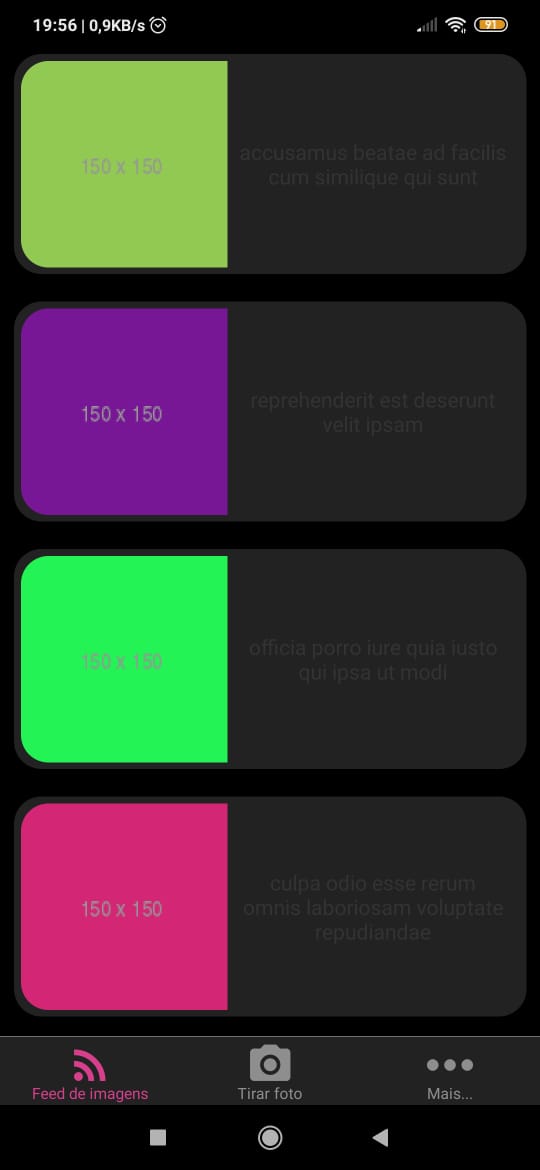 19:56 | 0,9KB/s
91
150 x 150
accusamus beatae ad facilis
cum similique qui sunt
150 x 150
reprehenderit est deserunt
velit ipsam
150 x 150
officia porro iure quia iusto
qui ipsa ut modi
150 x 150
culpa odio esse rerum
omnis laboriosam voluptate
repudiandae
Feed de imagens
Tirar foto
Mais...